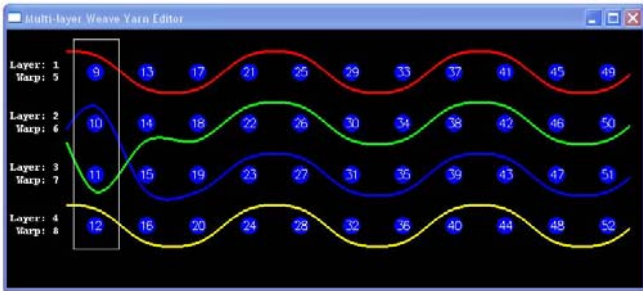 Multi-layer Weave Yarn Editor
Layer: 1
Warp: 5
9 13 17 21 25 29 33 37 41 45 49
Layer: 2
Warp: 6
10 14 18 22 26 30 34 38 42 46 50
Layer: 3
Warp: 7
11 15 19 23 27 31 35 39 43 47 51
Layer: 4
Warp: 8
12 16 20 24 28 32 36 40 44 48 52